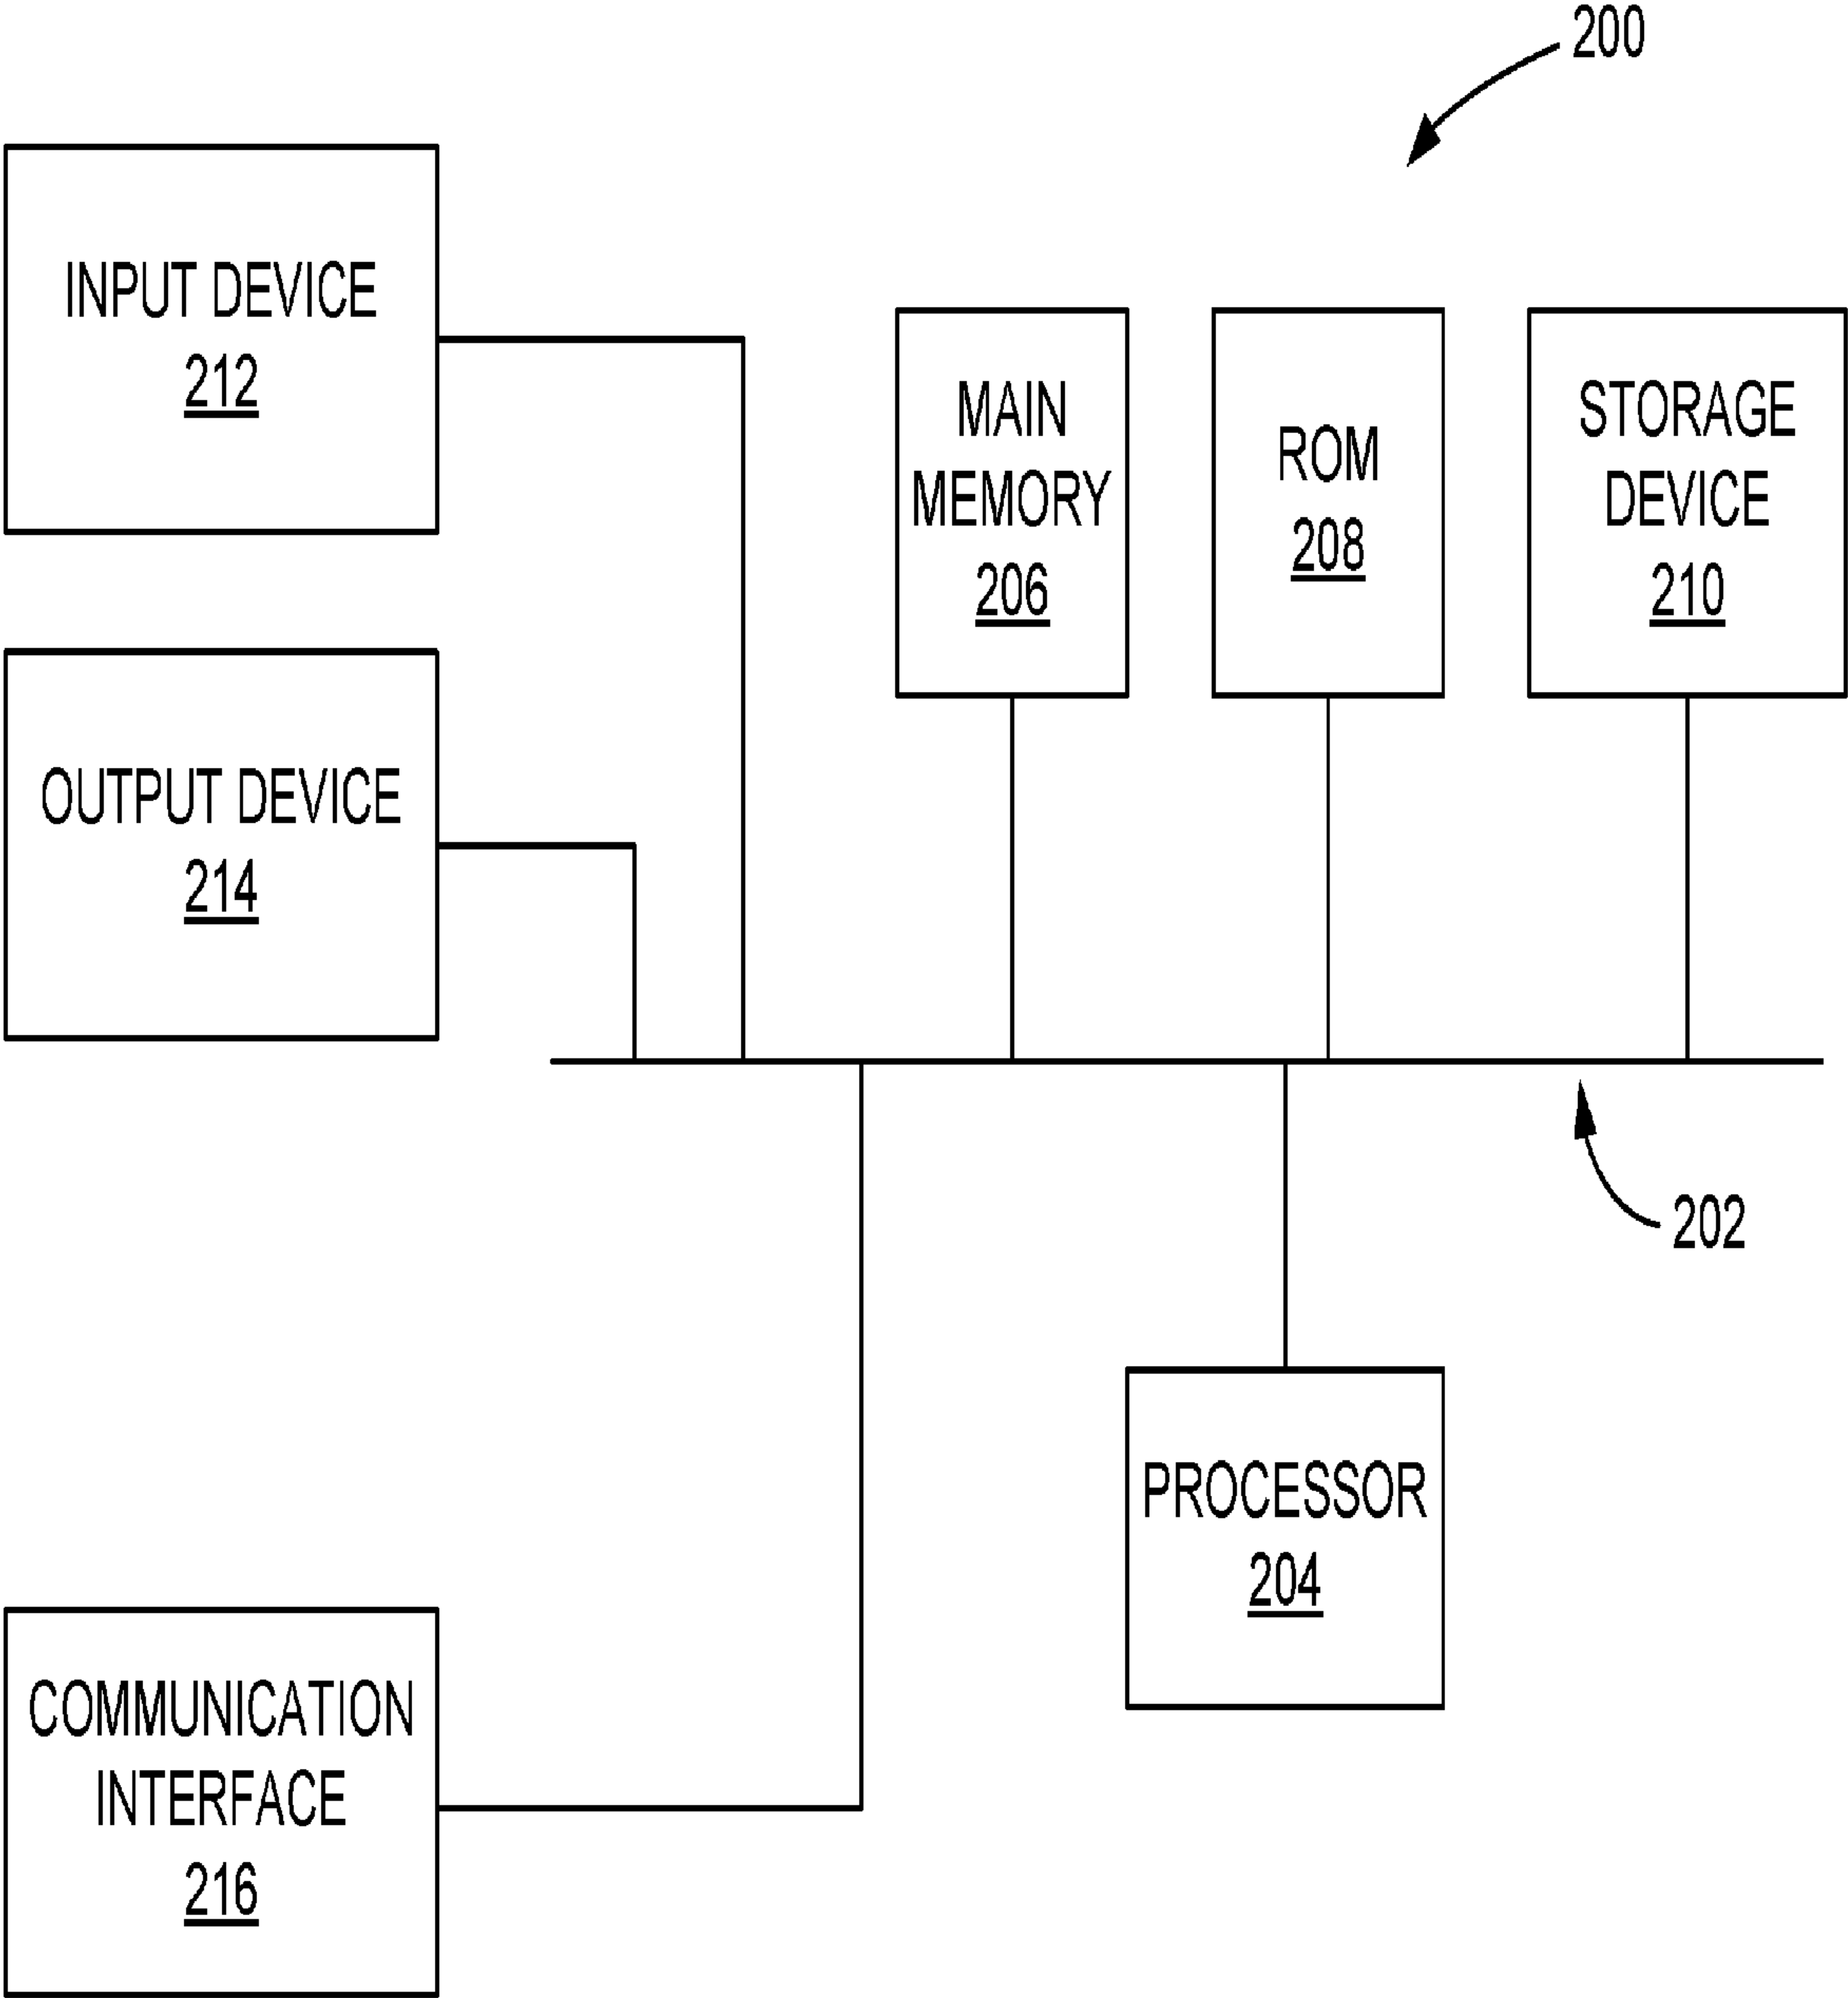 200
INPUT DEVICE
212
MAIN
MEMORY
206
ROM
208
STORAGE
DEVICE
210
OUTPUT DEVICE
214
202
PROCESSOR
204
COMMUNICATION
INTERFACE
216